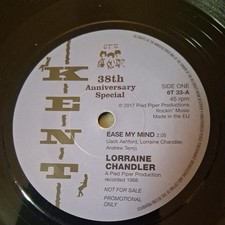 KENT
38th
Anniversary
Special
SIDE ONE
6T 33-A
45 rpm
℗ 2017 Pied Piper Productions
Rockin' Music
Made in the EU
EASE MY MIND 2:05
(Jack Ashford, Lorraine Chandler,
Andrew Terry)
LORRAINE
CHANDLER
A Pied Piper Production
recorded 1966.
NOT FOR SALE
PROMOTIONAL
ONLY